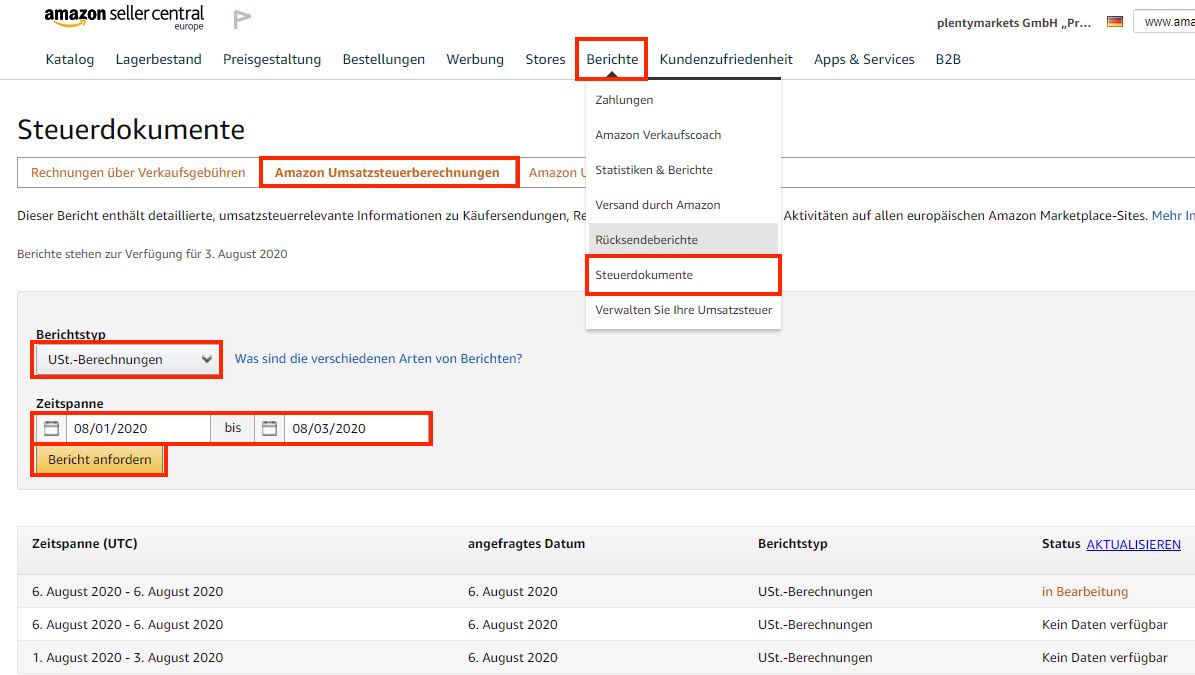 amazon seller central
europe
plentymarkets GmbH „Pr...
www.ama
Katalog Lagerbestand Preisgestaltung Bestellungen Werbung Stores Berichte Kundenzufriedenheit Apps & Services B2B
Zahlungen
Amazon Verkaufscoach
Statistiken & Berichte
Versand durch Amazon
Rücksendeberichte
Steuerdokumente
Verwalten Sie Ihre Umsatzsteuer
Steuerdokumente
Rechnungen über Verkaufsgebühren Amazon Umsatzsteuerberechnungen Amazon U
Dieser Bericht enthält detaillierte, umsatzsteuerrelevante Informationen zu Käufersendungen, Re Aktivitäten auf allen europäischen Amazon Marketplace-Sites. Mehr In
Berichte stehen zur Verfügung für 3. August 2020
Berichtstyp
USt.-Berechnungen Was sind die verschiedenen Arten von Berichten?
Zeitspanne
08/01/2020 bis 08/03/2020
Bericht anfordern
Zeitspanne (UTC) angefragtes Datum Berichtstyp Status AKTUALISIEREN
6. August 2020 - 6. August 2020 6. August 2020 USt.-Berechnungen in Bearbeitung
6. August 2020 - 6. August 2020 6. August 2020 USt.-Berechnungen Kein Daten verfügbar
1. August 2020 - 3. August 2020 6. August 2020 USt.-Berechnungen Kein Daten verfügbar